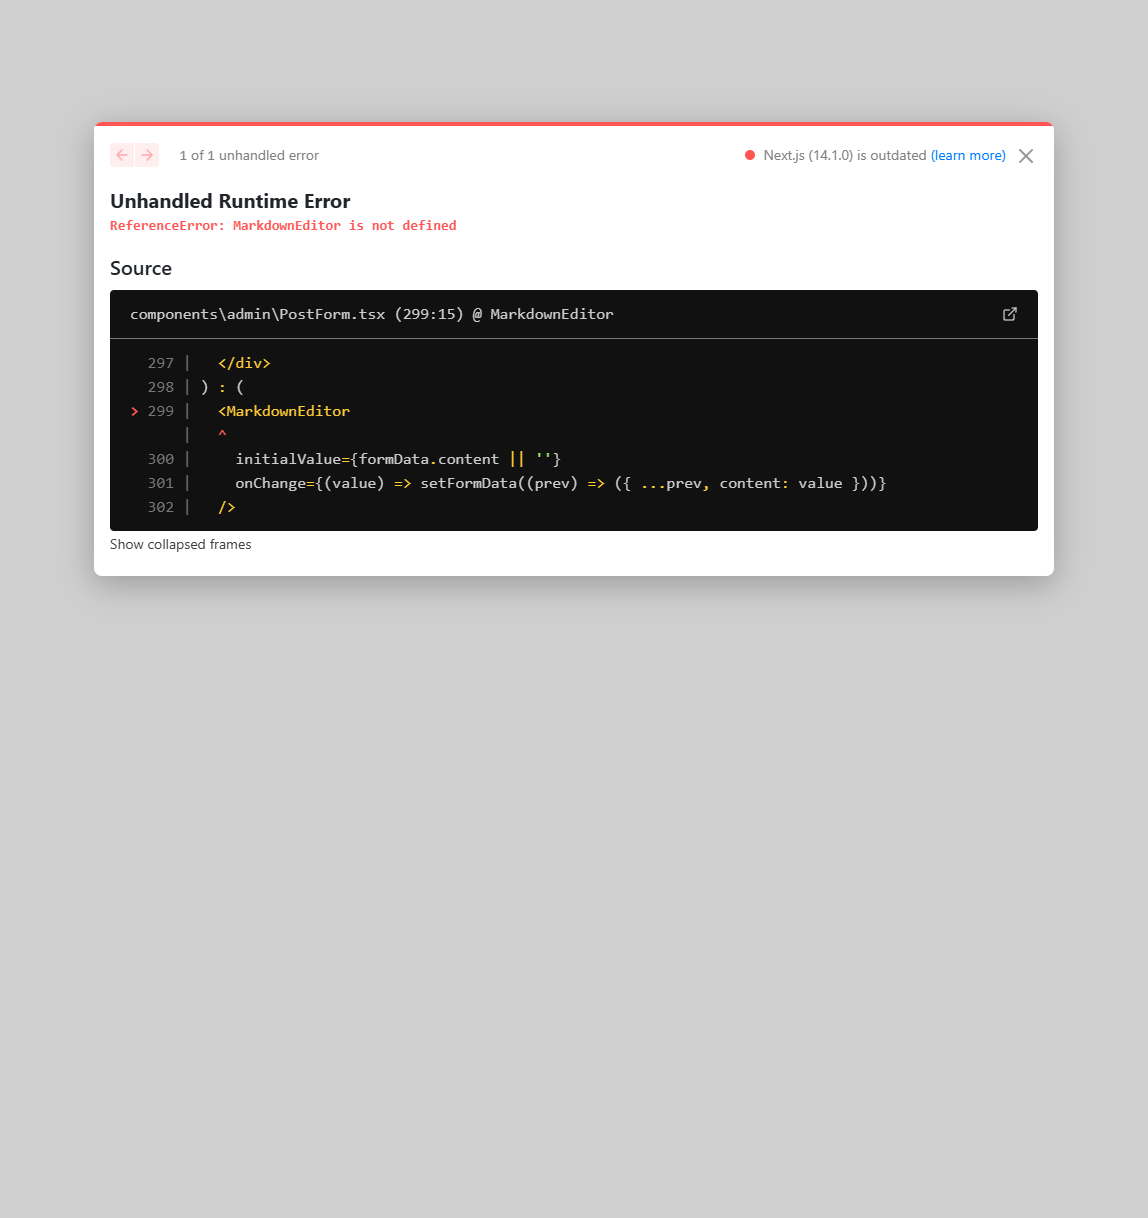 1 of 1 unhandled error
Next.js (14.1.0) is outdated (learn more)
Unhandled Runtime Error
ReferenceError: MarkdownEditor is not defined
Source
components\admin\PostForm.tsx (299:15) @ MarkdownEditor
297 |   </div>
298 | ) : (
> 299 |   <MarkdownEditor
|   ^
300 |     initialValue={formData.content || ''}
301 |     onChange={(value) => setFormData((prev) => ({ ...prev, content: value }))}
302 |   />
Show collapsed frames